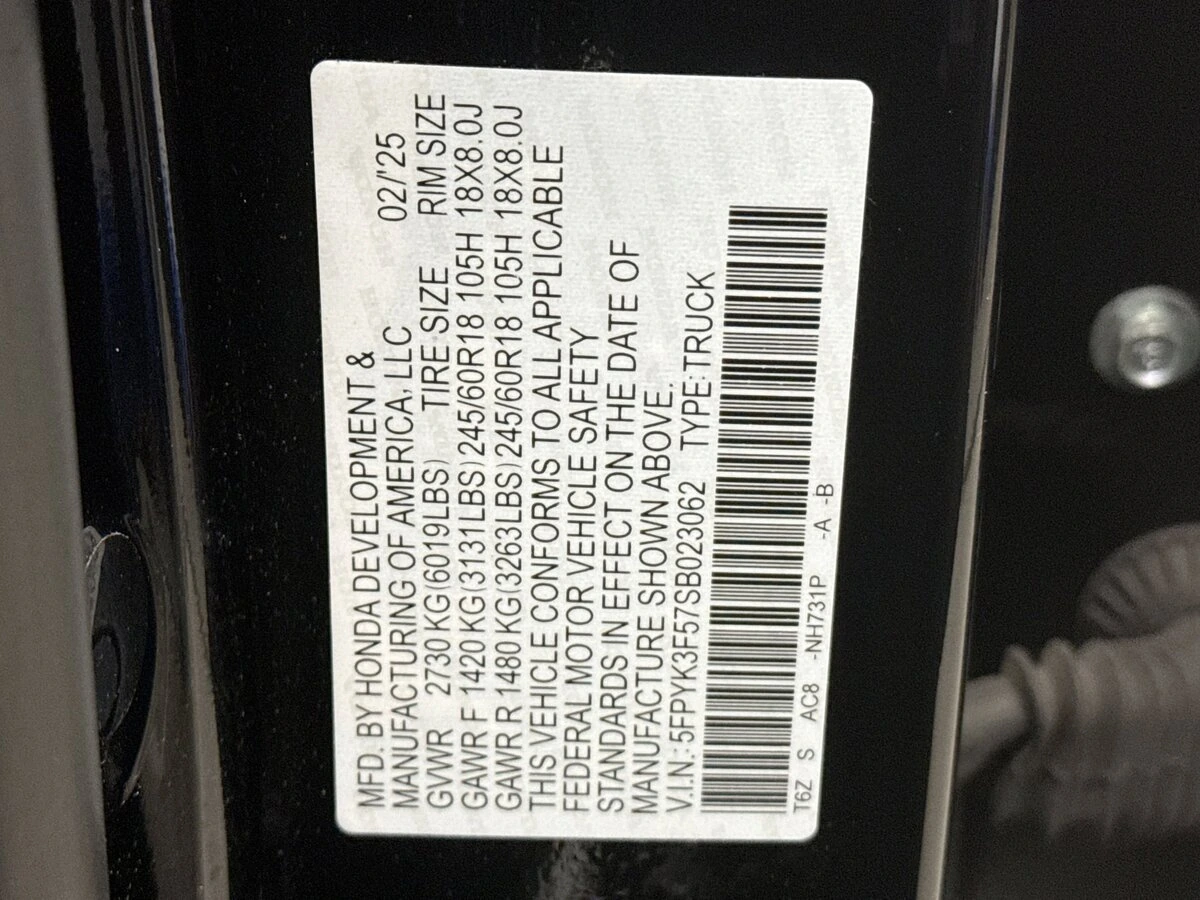 MFD. BY HONDA DEVELOPMENT &
MANUFACTURING OF AMERICA, LLC 02/'25
GVWR 2730 KG(6019LBS) TIRE SIZE RIM SIZE
GAWR F 1420 KG(3131LBS)245/60R18 105H 18X8.0J
GAWR R 1480 KG(3263LBS)245/60R18 105H 18X8.0J
THIS VEHICLE CONFORMS TO ALL APPLICABLE
FEDERAL MOTOR VEHICLE SAFETY
STANDARDS IN EFFECT ON THE DATE OF
MANUFACTURE SHOWN ABOVE.
V.I.N.: 5FPYK3F57SB023062 TYPE:TRUCK
T6Z S AC8 -NH731P -A -B